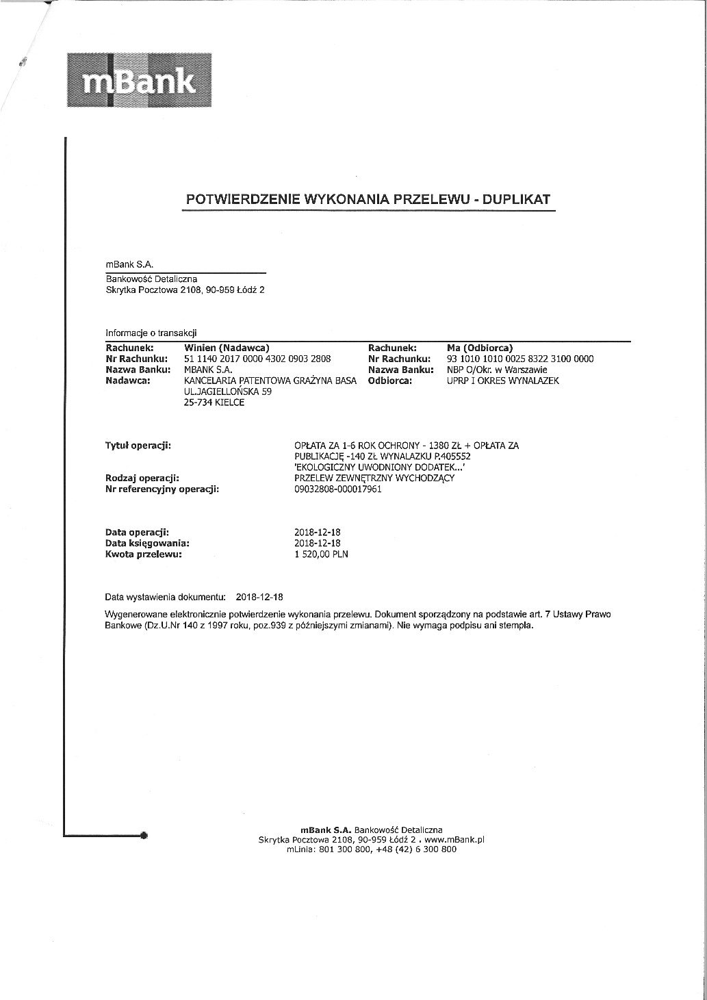 mBank
POTWIERDZENIE WYKONANIA PRZELEWU - DUPLIKAT
mBank S.A.
Bankowość Detaliczna
Skrytka Pocztowa 2108, 90-959 Łódź 2
Informacje o transakcji
Rachunek: Winien (Nadawca) Rachunek: Ma (Odbiorca)
Nr Rachunku: 51 1140 2017 0000 4302 0903 2808 Nr Rachunku: 93 1010 1010 0025 8322 3100 0000
Nazwa Banku: MBANK S.A. Nazwa Banku: NBP O/Okr. w Warszawie
Nadawca: KANCELARIA PATENTOWA GRAŻYNA BASA Odbiorca: UPRP I OKRES WYNALAZEK
UL.JAGIELLOŃSKA 59
25-734 KIELCE
Tytuł operacji: OPŁATA ZA 1-6 ROK OCHRONY - 1380 ZŁ + OPŁATA ZA
PUBLIKACJĘ -140 ZŁ WYNALAZKU P.405552
'EKOLOGICZNY UWODNIONY DODATEK...'
Rodzaj operacji: PRZELEW ZEWNĘTRZNY WYCHODZĄCY
Nr referencyjny operacji: 09032808-000017961
Data operacji: 2018-12-18
Data księgowania: 2018-12-18
Kwota przelewu: 1 520,00 PLN
Data wystawienia dokumentu: 2018-12-18
Wygenerowane elektronicznie potwierdzenie wykonania przelewu. Dokument sporządzony na podstawie art. 7 Ustawy Prawo
Bankowe (Dz.U.Nr 140 z 1997 roku, poz.939 z późniejszymi zmianami). Nie wymaga podpisu ani stempla.
mBank S.A. Bankowość Detaliczna
Skrytka Pocztowa 2108, 90-959 Łódź 2 . www.mBank.pl
mLinia: 801 300 800, +48 (42) 6 300 800